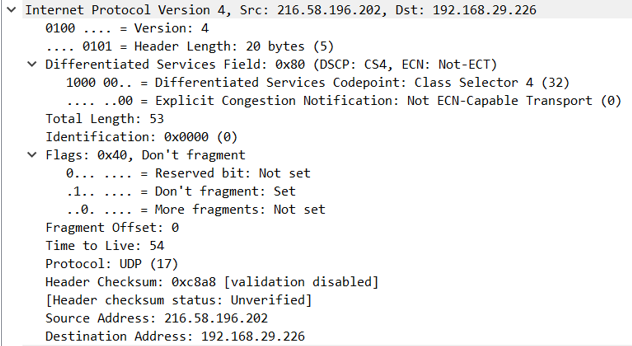 Internet Protocol Version 4, Src: 216.58.196.202, Dst: 192.168.29.226
0100 .... = Version: 4
.... 0101 = Header Length: 20 bytes (5)
Differentiated Services Field: 0x80 (DSCP: CS4, ECN: Not-ECT)
1000 00.. = Differentiated Services Codepoint: Class Selector 4 (32)
.... ..00 = Explicit Congestion Notification: Not ECN-Capable Transport (0)
Total Length: 53
Identification: 0x0000 (0)
Flags: 0x40, Don't fragment
0... .... = Reserved bit: Not set
.1.. .... = Don't fragment: Set
..0. .... = More fragments: Not set
Fragment Offset: 0
Time to Live: 54
Protocol: UDP (17)
Header Checksum: 0xc8a8 [validation disabled]
[Header checksum status: Unverified]
Source Address: 216.58.196.202
Destination Address: 192.168.29.226